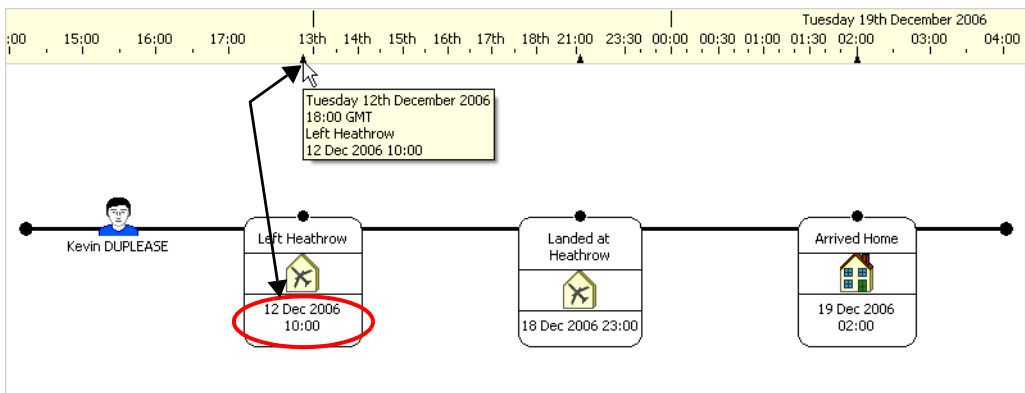 Tuesday 19th December 2006
:00 15:00 16:00 17:00 13th 14th 15th 16th 17th 18th 21:00 23:30 00:00 00:30 01:00 01:30 02:00 03:00 04:00
Tuesday 12th December 2006
18:00 GMT
Left Heathrow
12 Dec 2006 10:00
Kevin DUPLEASE
Left Heathrow
12 Dec 2006
10:00
Landed at
Heathrow
18 Dec 2006 23:00
Arrived Home
19 Dec 2006
02:00